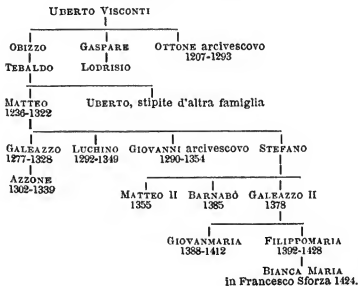 UBERTO VISCONTI
OBIZZO GASPARE OTTONE arcivescovo
1207-1293
TEBALDO LODRISIO
MATTEO UBERTO, stipite d'altra famiglia
1236-1322
GALEAZZO LUCHINO GIOVANNI arcivescovo STEFANO
1277-1328 1292-1349 1290-1354
AZZONE
1302-1339
MATTEO II BARNABÒ GALEAZZO II
1355 1385 1378
GIOVANMARIA FILIPPOMARIA
1388-1412 1392-1428
BIANCA MARIA
in Francesco Sforza 1424.